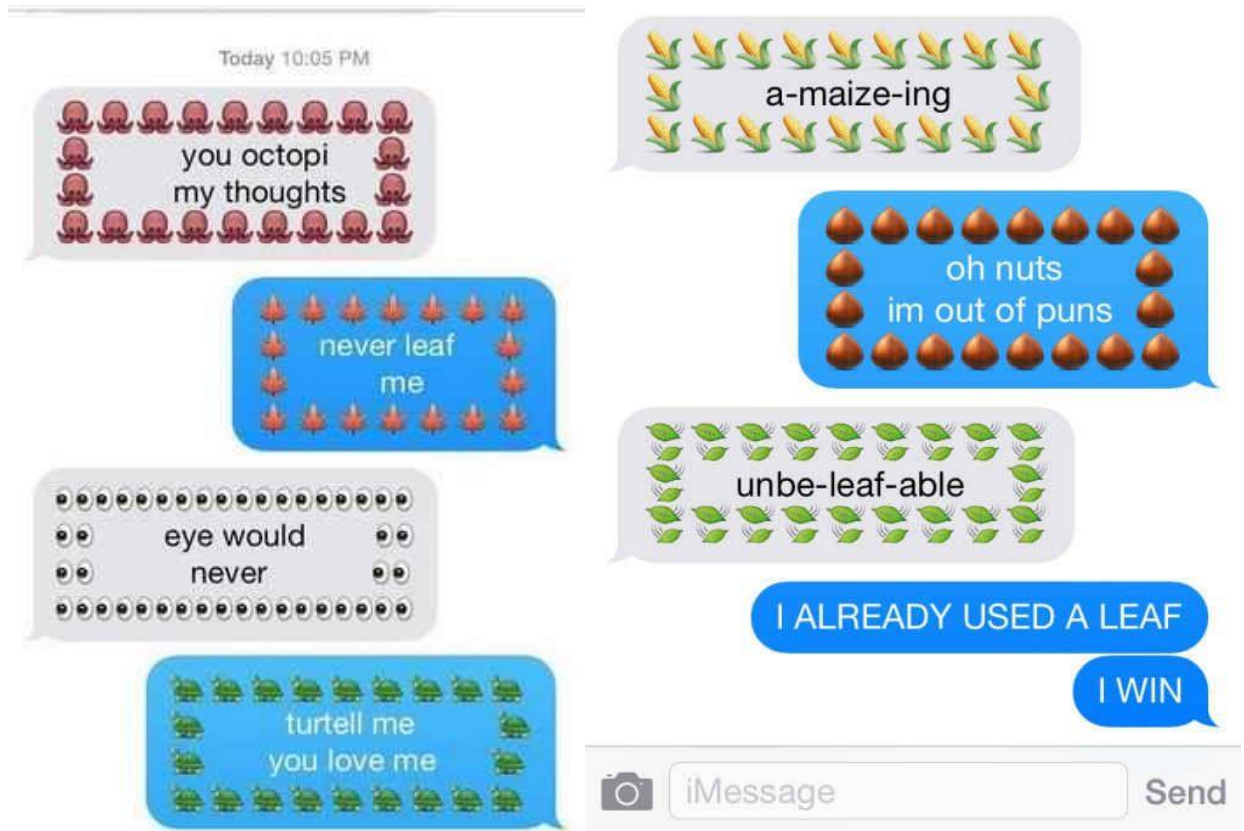 Today 10:05 PM
you octopi
my thoughts
never leaf
me
eye would
never
turtell me
you love me
a-maize-ing
oh nuts
im out of puns
unbe-leaf-able
I ALREADY USED A LEAF
I WIN
iMessage
Send